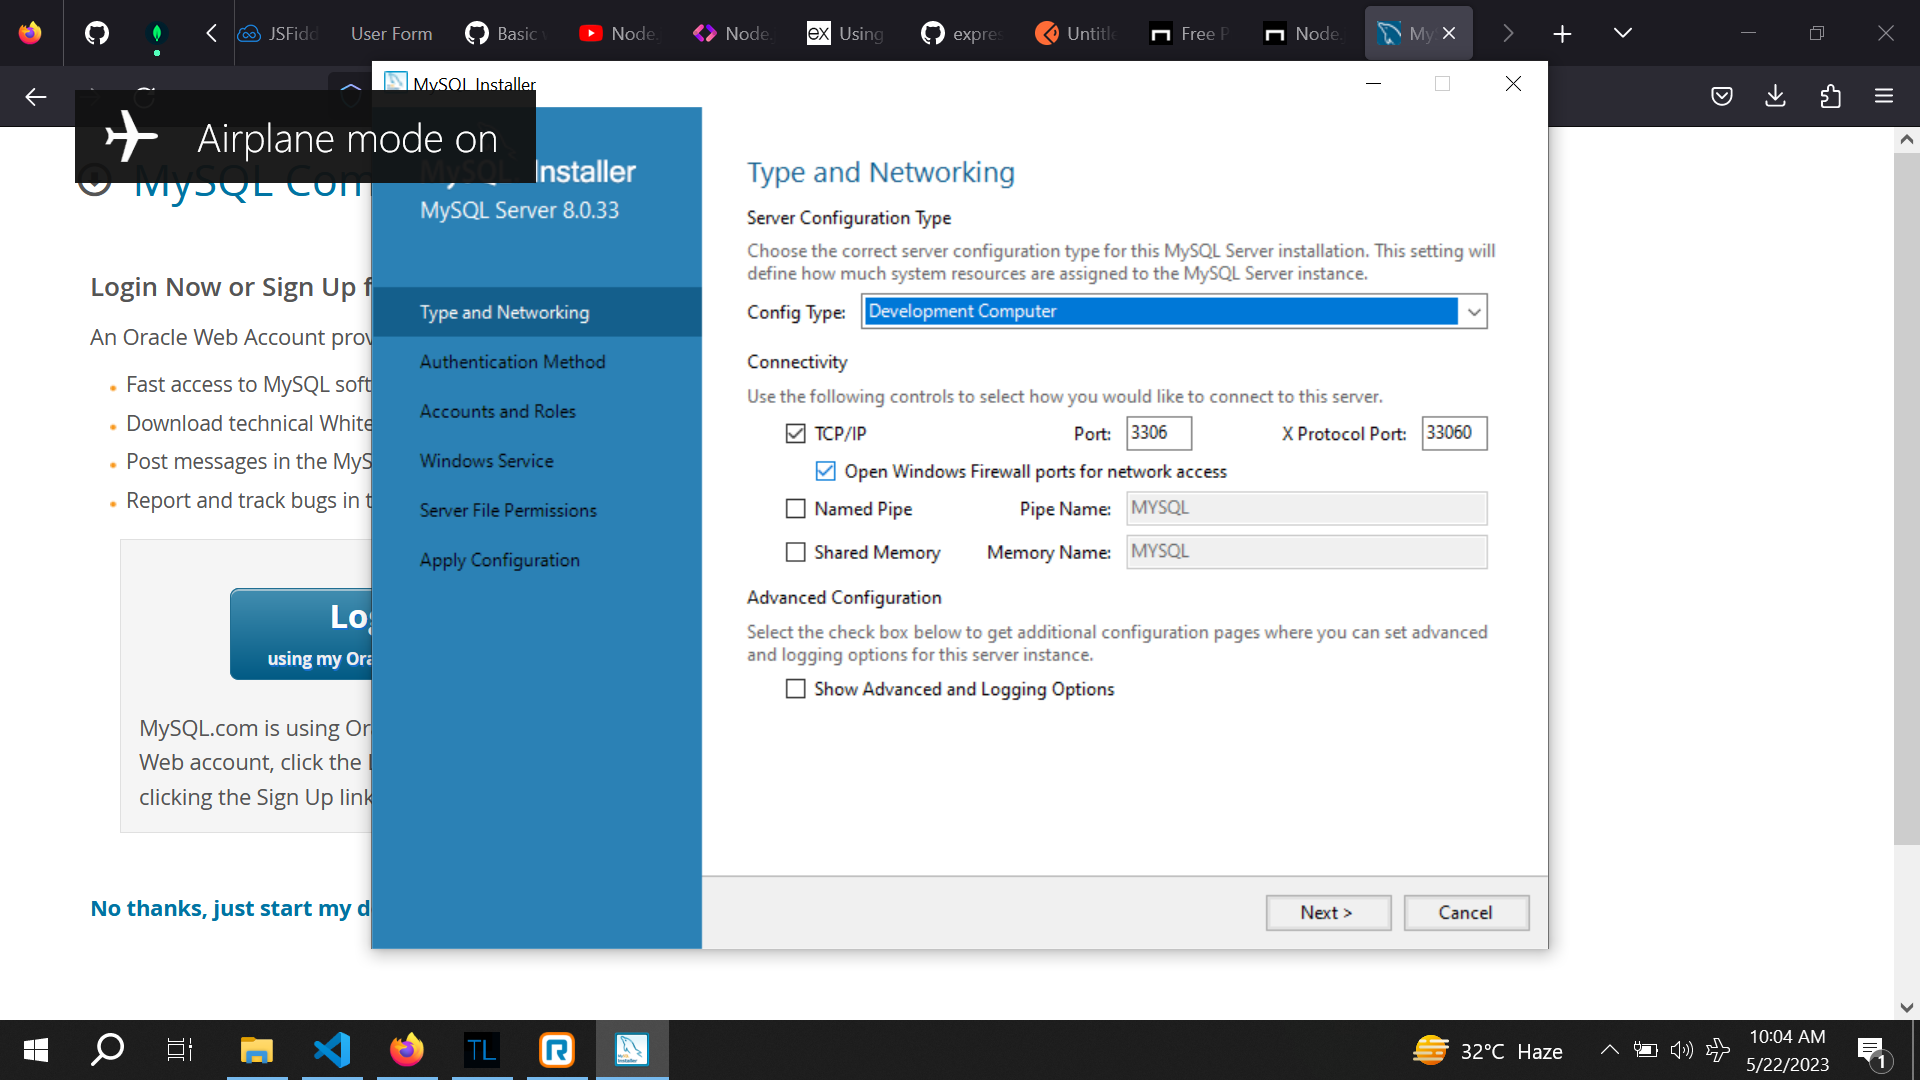 JSFidd
User Form
Basic
Node.
Node.
Using
expres
Untitle
Free P
Node.
My
MySQL Installer
Airplane mode on
MySQL Com
MySQL. Installer
MySQL Server 8.0.33
Type and Networking
Authentication Method
Accounts and Roles
Windows Service
Server File Permissions
Apply Configuration
Type and Networking
Server Configuration Type
Choose the correct server configuration type for this MySQL Server installation. This setting will
define how much system resources are assigned to the MySQL Server instance.
Config Type: Development Computer
Connectivity
Use the following controls to select how you would like to connect to this server.
TCP/IP Port: 3306 X Protocol Port: 33060
Open Windows Firewall ports for network access
Named Pipe Pipe Name: MYSQL
Shared Memory Memory Name: MYSQL
Advanced Configuration
Select the check box below to get additional configuration pages where you can set advanced
and logging options for this server instance.
Show Advanced and Logging Options
Next >
Cancel
Login Now or Sign Up f
An Oracle Web Account prov
Fast access to MySQL soft
Download technical White
Post messages in the MyS
Report and track bugs in t
Log
using my Ora
MySQL.com is using Ora
Web account, click the L
clicking the Sign Up link
No thanks, just start my d
TL
32°C Haze
10:04 AM
5/22/2023
1